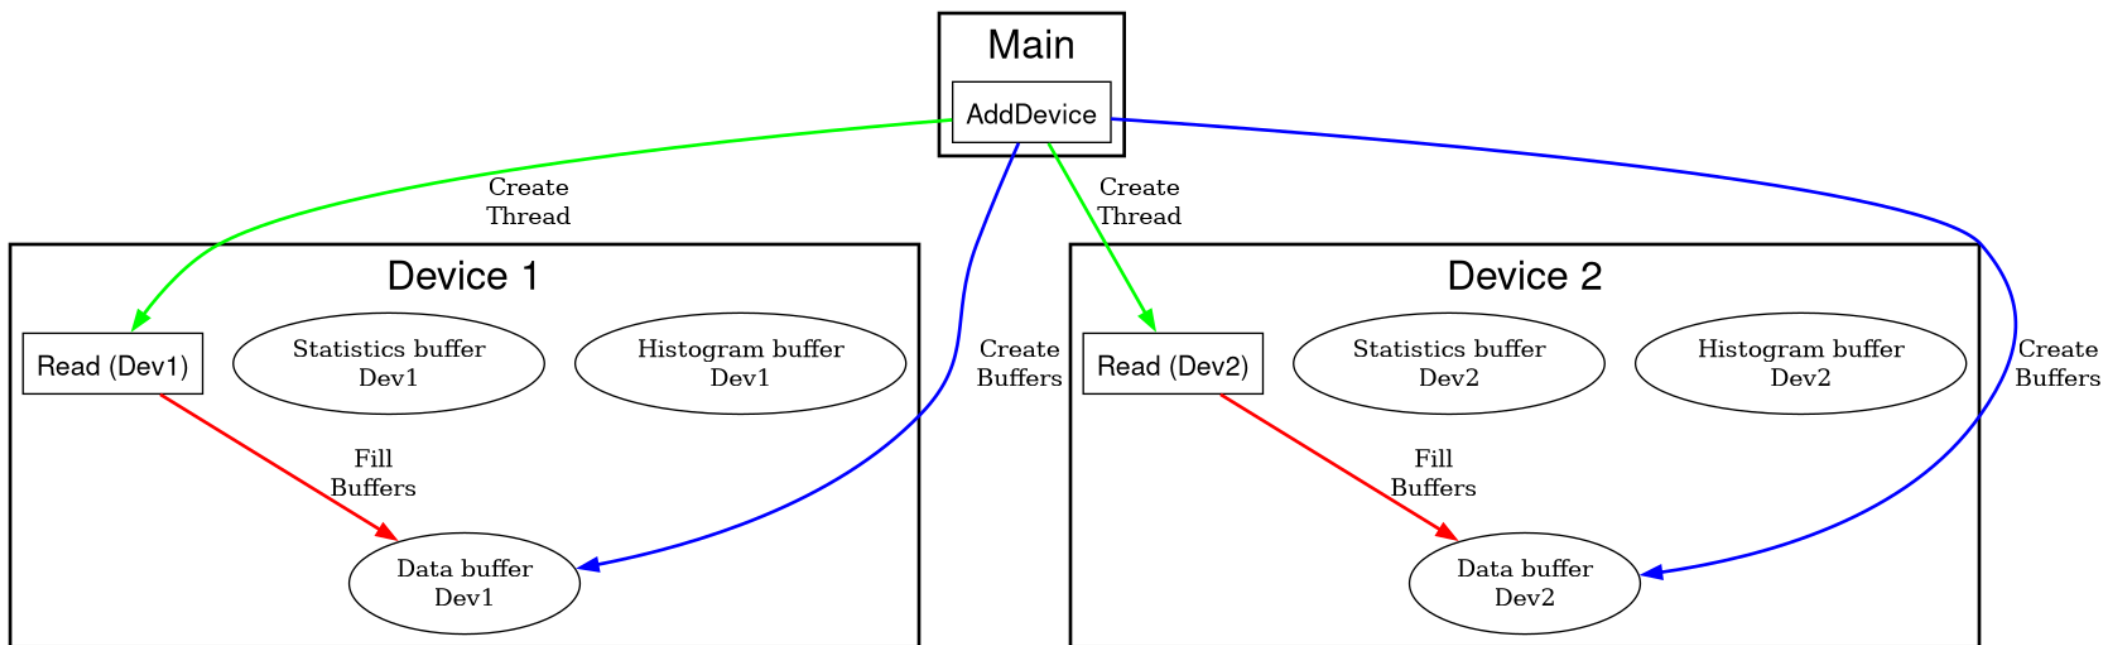 Main
AddDevice
Create
Thread
Create
Thread
Device 1
Read (Dev1)
Statistics buffer
Dev1
Histogram buffer
Dev1
Create
Buffers
Fill
Buffers
Data buffer
Dev1
Device 2
Read (Dev2)
Statistics buffer
Dev2
Histogram buffer
Dev2
Create
Buffers
Fill
Buffers
Data buffer
Dev2